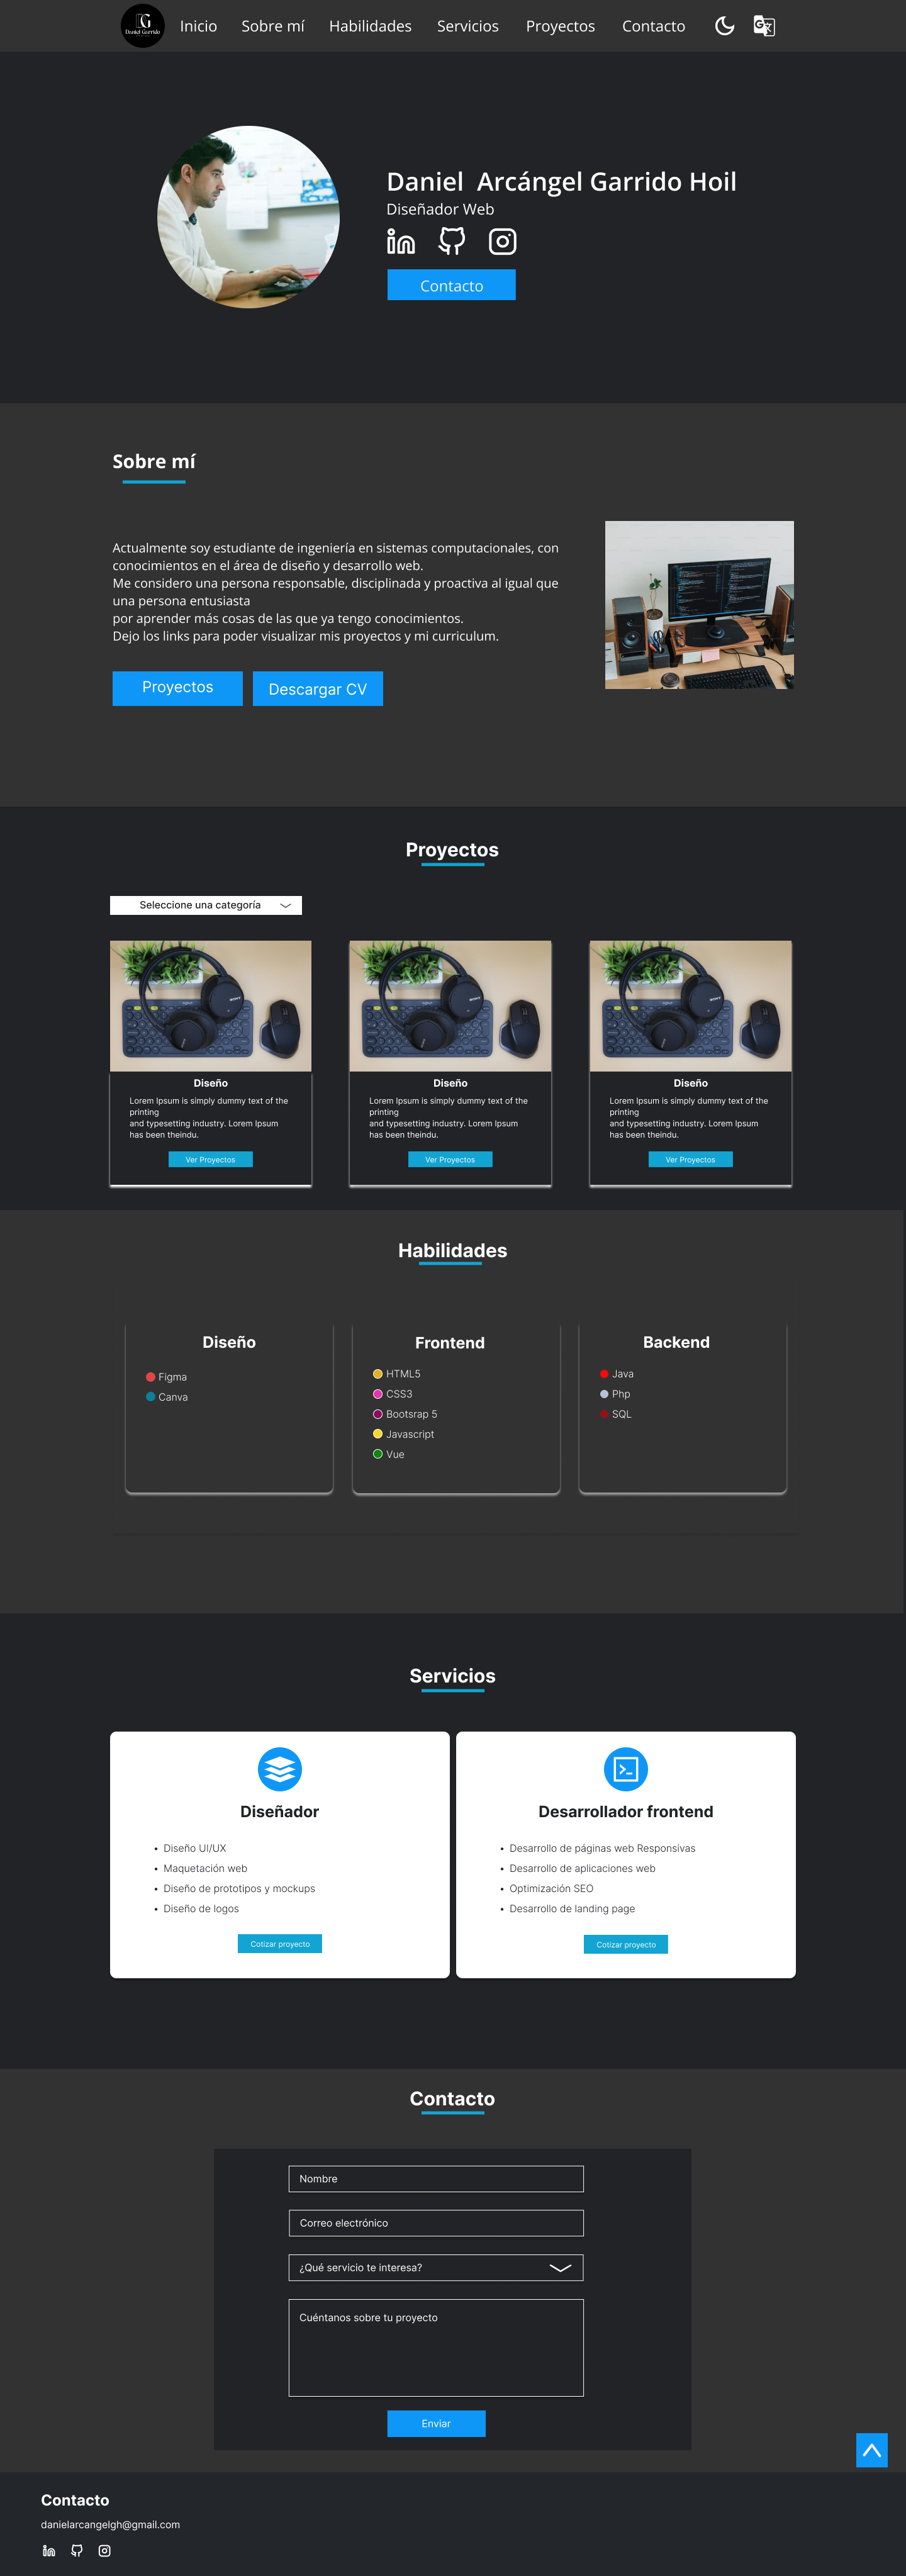 G
Daniel Garrido
Inicio
Sobre mí
Habilidades
Servicios
Proyectos
Contacto
G
Daniel  Arcángel Garrido Hoil
Diseñador Web
Contacto
Sobre mí
Actualmente soy estudiante de ingeniería en sistemas computacionales, con
conocimientos en el área de diseño y desarrollo web.
Me considero una persona responsable, disciplinada y proactiva al igual que
una persona entusiasta
por aprender más cosas de las que ya tengo conocimientos.
Dejo los links para poder visualizar mis proyectos y mi curriculum.
Proyectos
Descargar CV
Proyectos
Seleccione una categoría
SONY
Diseño
Lorem Ipsum is simply dummy text of the
printing
and typesetting industry. Lorem Ipsum
has been theindu.
Ver Proyectos
SONY
Diseño
Lorem Ipsum is simply dummy text of the
printing
and typesetting industry. Lorem Ipsum
has been theindu.
Ver Proyectos
SONY
Diseño
Lorem Ipsum is simply dummy text of the
printing
and typesetting industry. Lorem Ipsum
has been theindu.
Ver Proyectos
Habilidades
Diseño
Figma
Canva
Frontend
HTML5
CSS3
Bootsrap 5
Javascript
Vue
Backend
Java
Php
SQL
Servicios
Diseñador
• Diseño UI/UX
• Maquetación web
• Diseño de prototipos y mockups
• Diseño de logos
Cotizar proyecto
Desarrollador frontend
• Desarrollo de páginas web Responsivas
• Desarrollo de aplicaciones web
• Optimización SEO
• Desarrollo de landing page
Cotizar proyecto
Contacto
Nombre
Correo electrónico
¿Qué servicio te interesa?
Cuéntanos sobre tu proyecto
Enviar
Contacto
danielarcangelgh@gmail.com